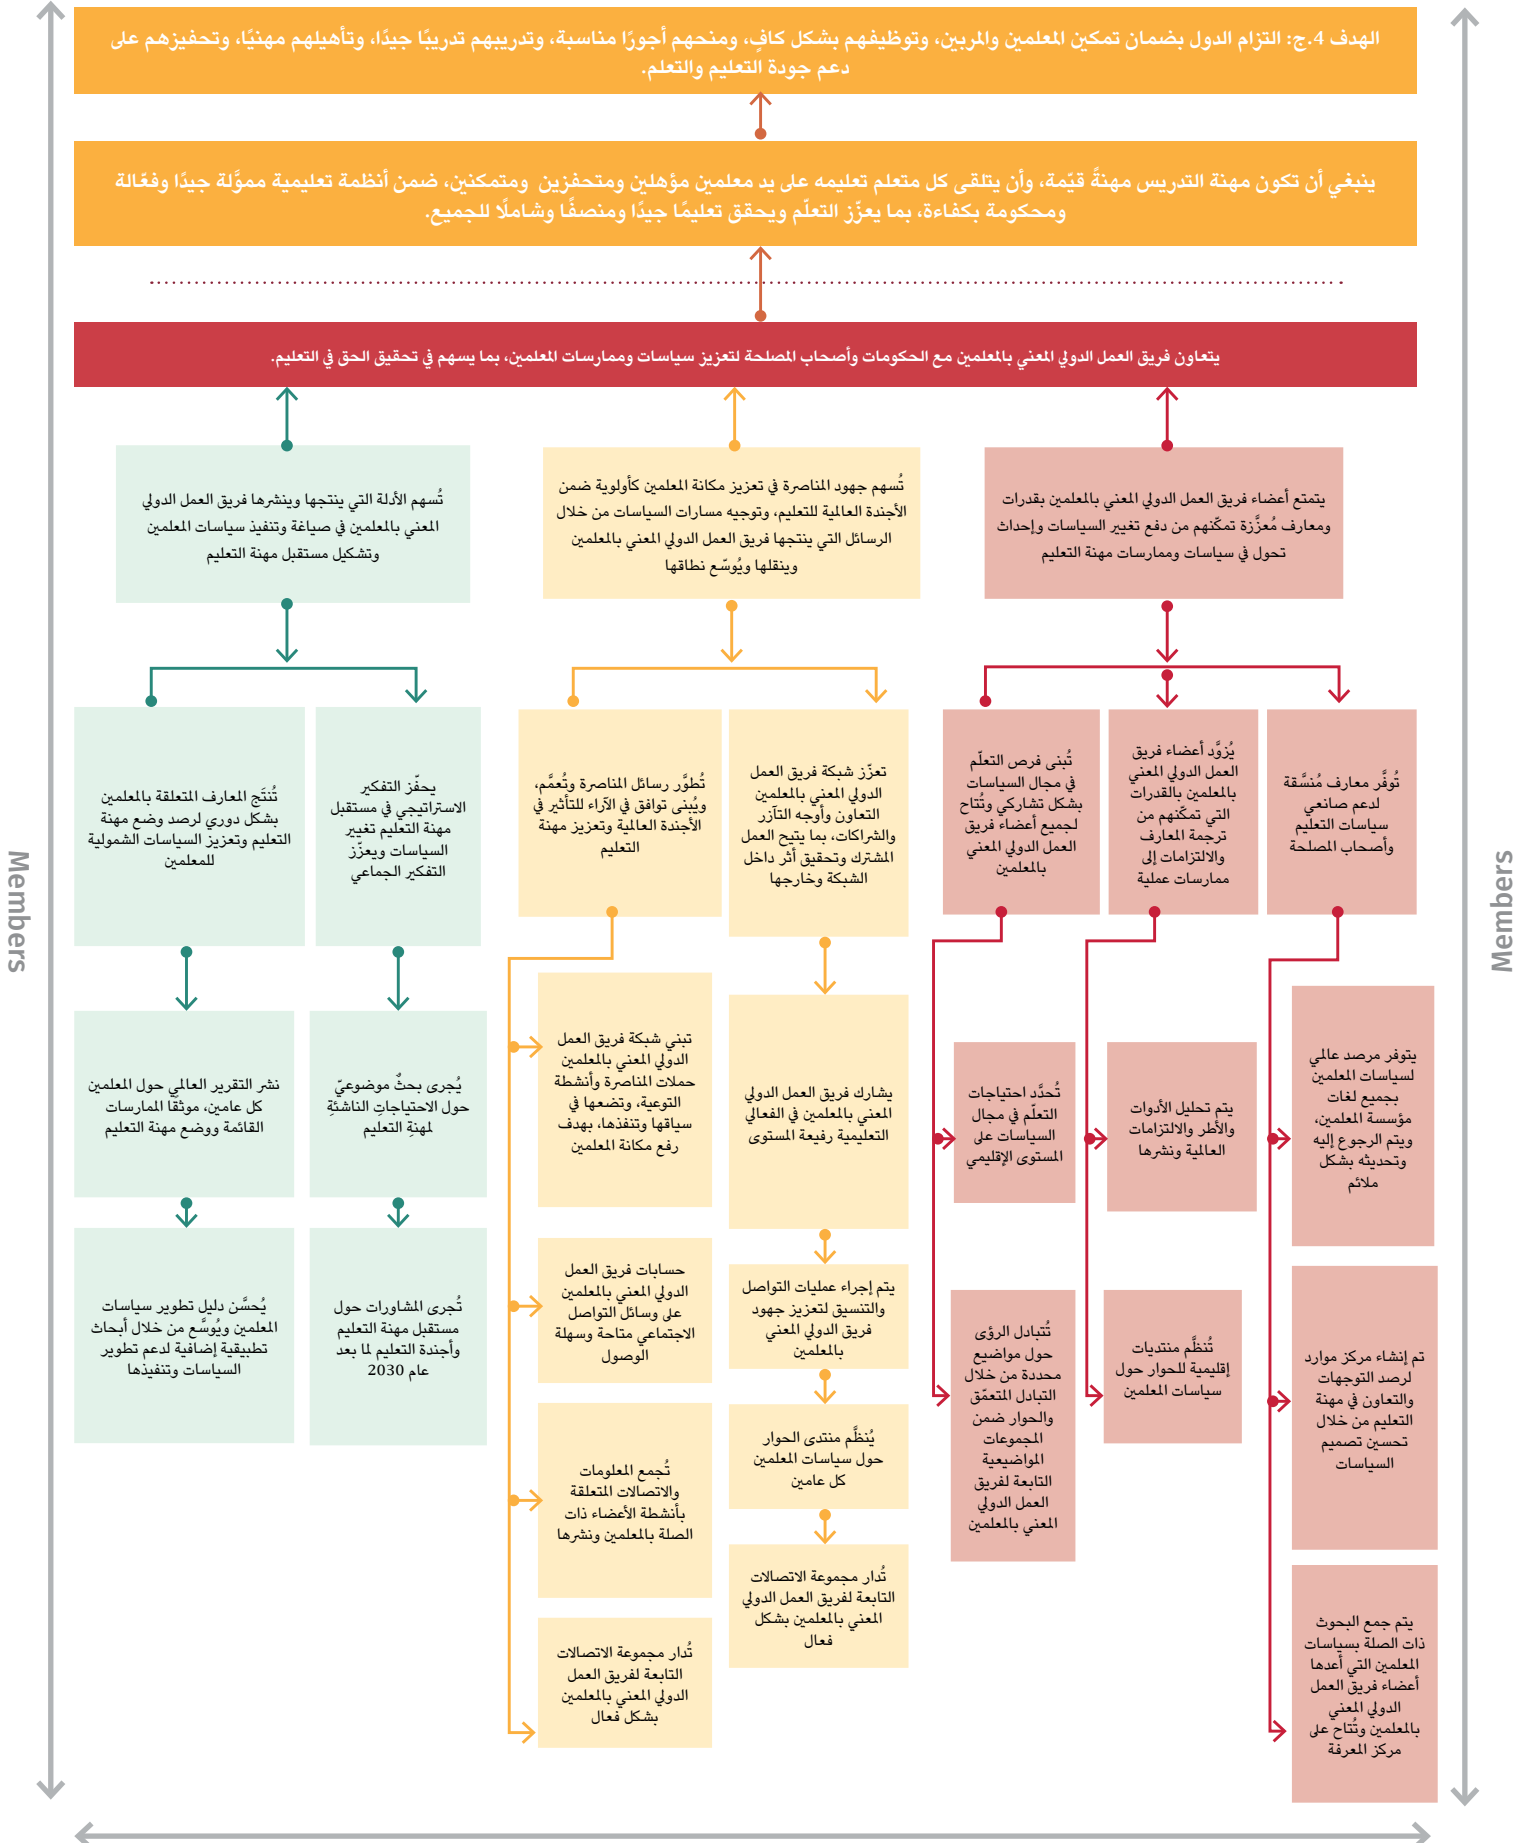 الهدف 4.ج: التزام الدول بضمان تمكين المعلمين والمربين، وتوظيفهم بشكل كافٍ، ومنحهم أجورًا مناسبة، وتدريبهم تدريبًا جيدًا، وتأهيلهم مهنيًا، وتحفيزهم على
دعم جودة التعليم والتعلم.
ينبغي أن تكون مهنة التدريس مهنةً قيّمة، وأن يتلقى كل متعلم تعليمه على يد معلمين مؤهلين ومتحفزين ومتمكنين، ضمن أنظمة تعليمية مموَّلة جيدًا وفعّالة
ومحكومة بكفاءة، بما يعزّز التعلّم ويحقق تعليمًا جيدًا ومنصفًا وشاملًا للجميع.
يتعاون فريق العمل الدولي المعني بالمعلمين مع الحكومات وأصحاب المصلحة لتعزيز سياسات وممارسات المعلمين، بما يسهم في تحقيق الحق في التعليم.
يتمتع أعضاء فريق العمل الدولي المعني بالمعلمين بقدرات
ومعارف مُعزَّزة تمكّنهم من دفع تغيير السياسات وإحداث
تحول في سياسات وممارسات مهنة التعليم
تُسهم جهود المناصرة في تعزيز مكانة المعلمين كأولوية ضمن
الأجندة العالمية للتعليم، وتوجيه مسارات السياسات من خلال
الرسائل التي ينتجها فريق العمل الدولي المعني بالمعلمين
وينقلها ويُوسّع نطاقها
تُسهم الأدلة التي ينتجها وينشرها فريق العمل الدولي
المعني بالمعلمين في صياغة وتنفيذ سياسات المعلمين
وتشكيل مستقبل مهنة التعليم
تُوفَّر معارف مُنسَّقة
لدعم صانعي
سياسات التعليم
وأصحاب المصلحة
يُزوَّد أعضاء فريق
العمل الدولي المعني
بالمعلمين بالقدرات
التي تمكّنهم من
ترجمة المعارف
والالتزامات إلى
ممارسات عملية
تُبنى فرص التعلّم
في مجال السياسات
بشكل تشاركي وتُتاح
لجميع أعضاء فريق
العمل الدولي المعني
بالمعلمين
تعزّز شبكة فريق العمل
الدولي المعني بالمعلمين
التعاون وأوجه التآزر
والشراكات، بما يتيح العمل
المشترك وتحقيق أثر داخل
الشبكة وخارجها
تُطوَّر رسائل المناصرة وتُعمَّم،
ويُبنى توافق في الآراء للتأثير في
الأجندة العالمية وتعزيز مهنة
التعليم
يحفّز التفكير
الاستراتيجي في مستقبل
مهنة التعليم تغيير
السياسات ويعزّز
التفكير الجماعي
تُنتَج المعارف المتعلقة بالمعلمين
بشكل دوري لرصد وضع مهنة
التعليم وتعزيز السياسات الشمولية
للمعلمين
يتوفر مرصد عالمي
لسياسات المعلمين
بجميع لغات
مؤسسة المعلمين،
ويتم الرجوع إليه
وتحديثه بشكل
ملائم
يتم تحليل الأدوات
والأطر والالتزامات
العالمية ونشرها
تُحدَّد احتياجات
التعلّم في مجال
السياسات على
المستوى الإقليمي
يشارك فريق العمل الدولي
المعني بالمعلمين في الفعالي
التعليمية رفيعة المستوى
تبني شبكة فريق العمل
الدولي المعني بالمعلمين
حملات المناصرة وأنشطة
التوعية، وتضعها في
سياقها وتنفذها، بهدف
رفع مكانة المعلمين
يُجرى بحثٌ موضوعيّ
حول الاحتياجاتِ الناشئةِ
لمهنةِ التعليم
نشر التقرير العالمي حول المعلمين
كل عامين، موثقًا الممارسات
القائمة ووضع مهنة التعليم
تم إنشاء مركز موارد
لرصد التوجهات
والتعاون في مهنة
التعليم من خلال
تحسين تصميم
السياسات
تُنظَّم منتديات
إقليمية للحوار حول
سياسات المعلمين
تُتبادل الرؤى
حول مواضيع
محددة من خلال
التبادل المتعمّق
والحوار ضمن
المجموعات
المواضيعية
التابعة لفريق
العمل الدولي
المعني بالمعلمين
يتم إجراء عمليات التواصل
والتنسيق لتعزيز جهود
فريق الدولي المعني
بالمعلمين
حسابات فريق العمل
الدولي المعني بالمعلمين
على وسائل التواصل
الاجتماعي متاحة وسهلة
الوصول
تُجرى المشاورات حول
مستقبل مهنة التعليم
وأجندة التعليم لما بعد
عام 2030
يُحسَّن دليل تطوير سياسات
المعلمين ويُوسَّع من خلال أبحاث
تطبيقية إضافية لدعم تطوير
السياسات وتنفيذها
يُنظَّم منتدى الحوار
حول سياسات المعلمين
كل عامين
تُجمع المعلومات
والاتصالات المتعلقة
بأنشطة الأعضاء ذات
الصلة بالمعلمين ونشرها
يتم جمع البحوث
ذات الصلة بسياسات
المعلمين التي أعدها
أعضاء فريق العمل
الدولي المعني
بالمعلمين وتُتاح على
مركز المعرفة
تُدار مجموعة الاتصالات
التابعة لفريق العمل الدولي
المعني بالمعلمين بشكل
فعال
تُدار مجموعة الاتصالات
التابعة لفريق العمل
الدولي المعني بالمعلمين
بشكل فعال
Members
Members